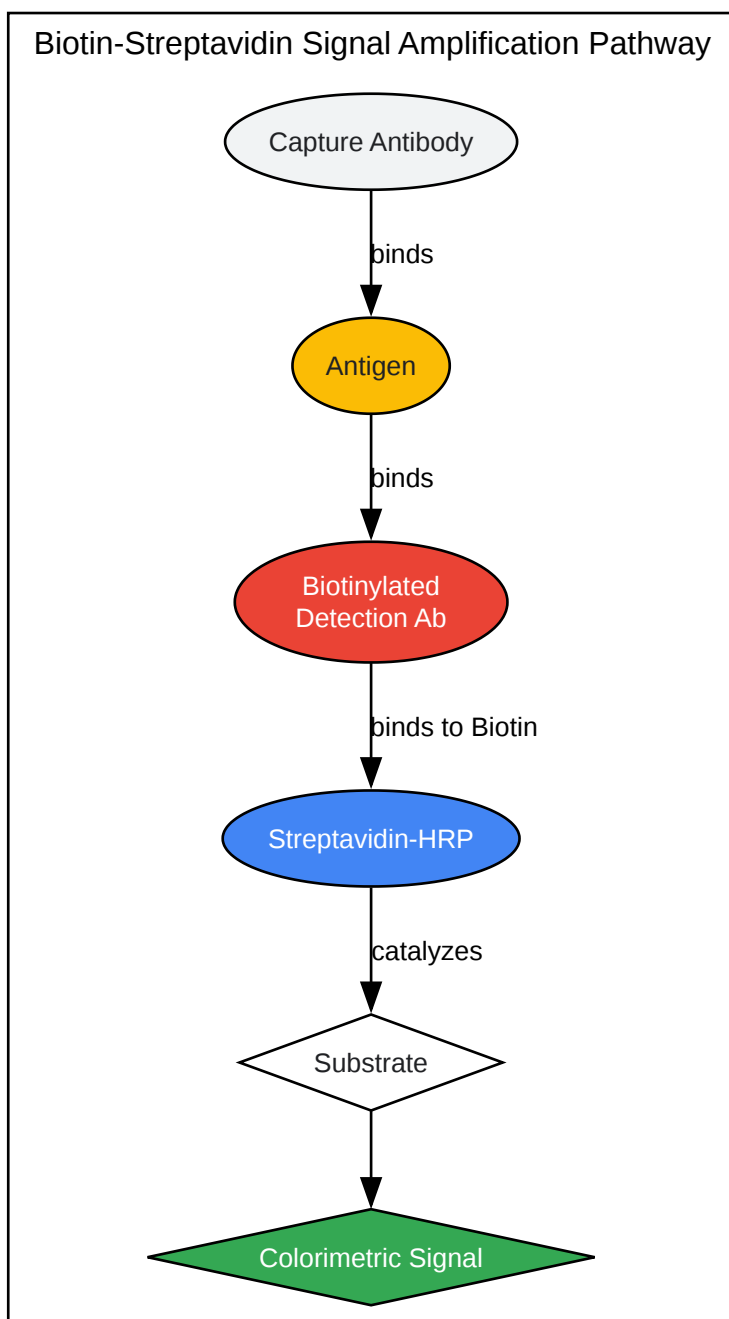 Biotin-Streptavidin Signal Amplification Pathway
Capture Antibody
binds
Antigen
binds
Biotinylated
Detection Ab
binds to Biotin
Streptavidin-HRP
catalyzes
Substrate
Colorimetric Signal